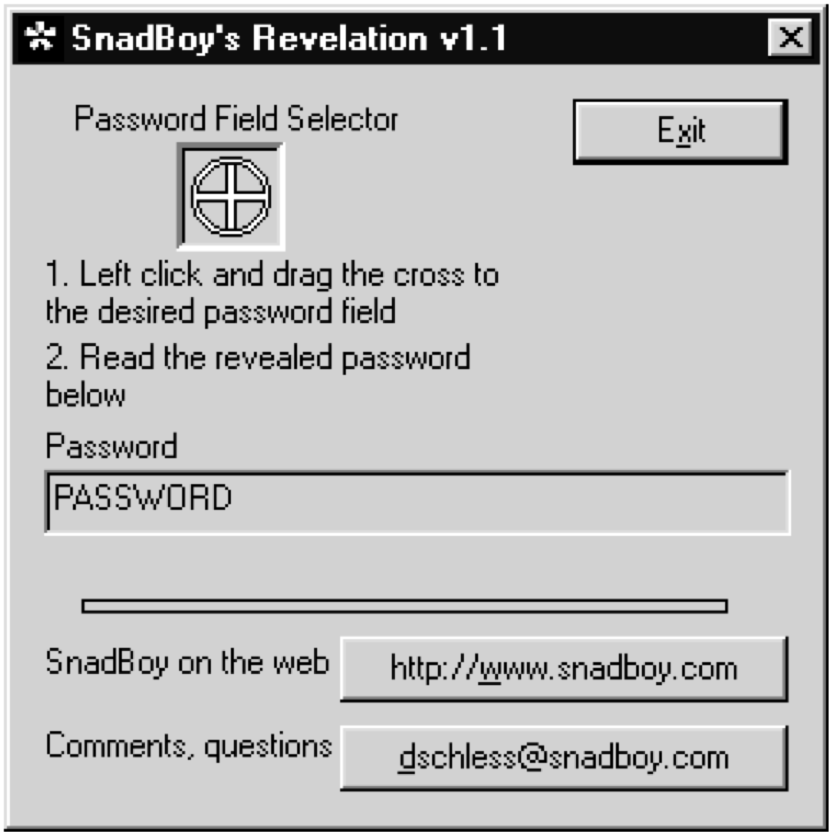 SnadBoy's Revelation v1.1
Password Field Selector
Exit
1. Left click and drag the cross to
the desired password field
2. Read the revealed password
below
Password
PASSWORD
SnadBoy on the web
http://www.snadboy.com
Comments, questions
dschless@snadboy.com